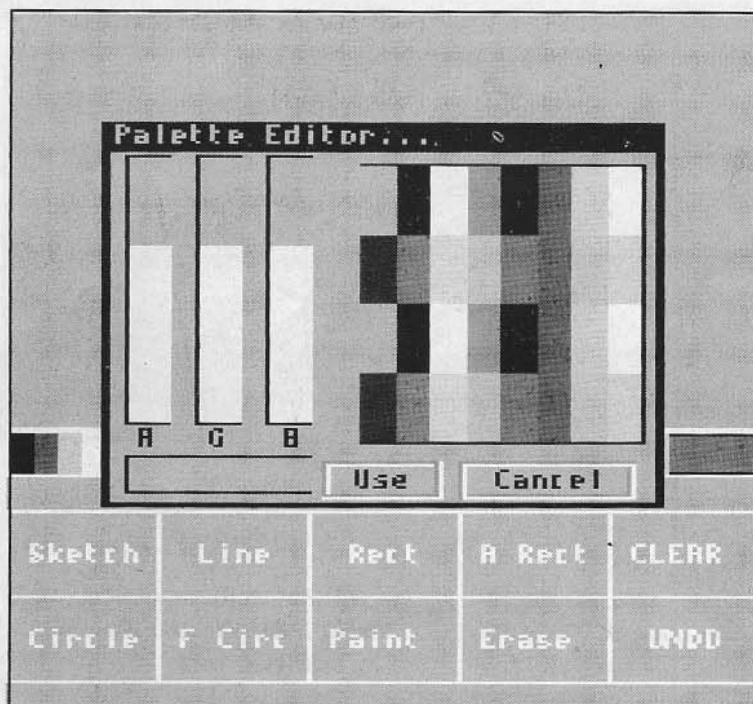 Palette Editor...
R G B
Use Cancel
Sketch Line Rect A Rect CLEAR
Circle F Circ Paint Erase UNDO